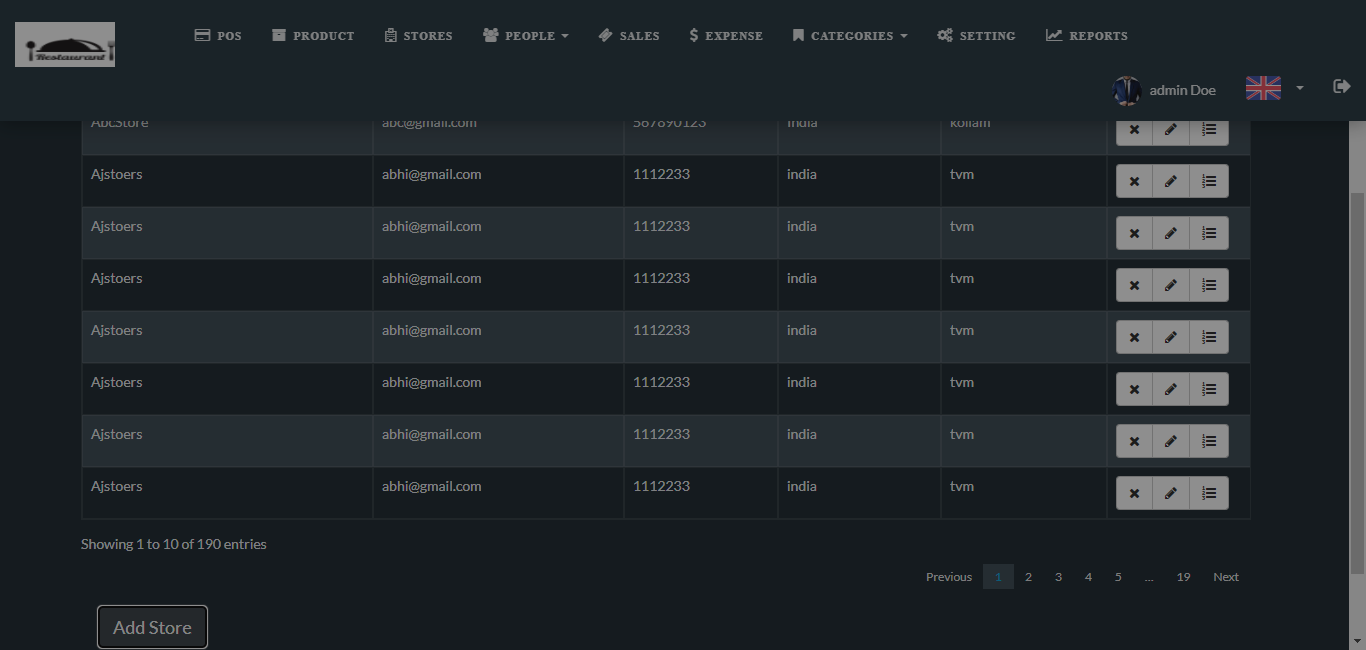 POS PRODUCT STORES PEOPLE SALES EXPENSE CATEGORIES SETTING REPORTS
Restaurant
admin Doe
AbcStore abc@gmail.com 567890123 india kollam
Ajstoers abhi@gmail.com 1112233 india tvm
Ajstoers abhi@gmail.com 1112233 india tvm
Ajstoers abhi@gmail.com 1112233 india tvm
Ajstoers abhi@gmail.com 1112233 india tvm
Ajstoers abhi@gmail.com 1112233 india tvm
Ajstoers abhi@gmail.com 1112233 india tvm
Ajstoers abhi@gmail.com 1112233 india tvm
Showing 1 to 10 of 190 entries
Previous 1 2 3 4 5 ... 19 Next
Add Store